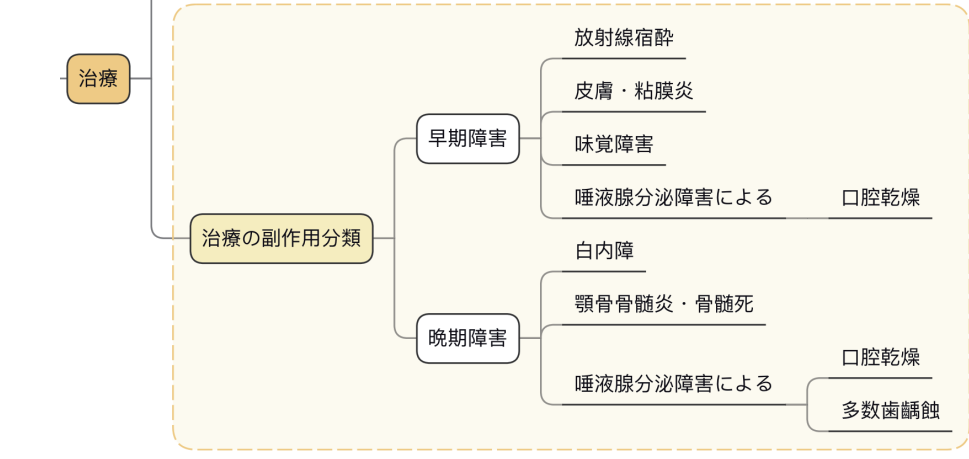 治療
治療の副作用分類
早期障害
放射線宿酔
皮膚・粘膜炎
味覚障害
唾液腺分泌障害による
口腔乾燥
晩期障害
白内障
顎骨骨髄炎・骨髄死
唾液腺分泌障害による
口腔乾燥
多数歯齲蝕